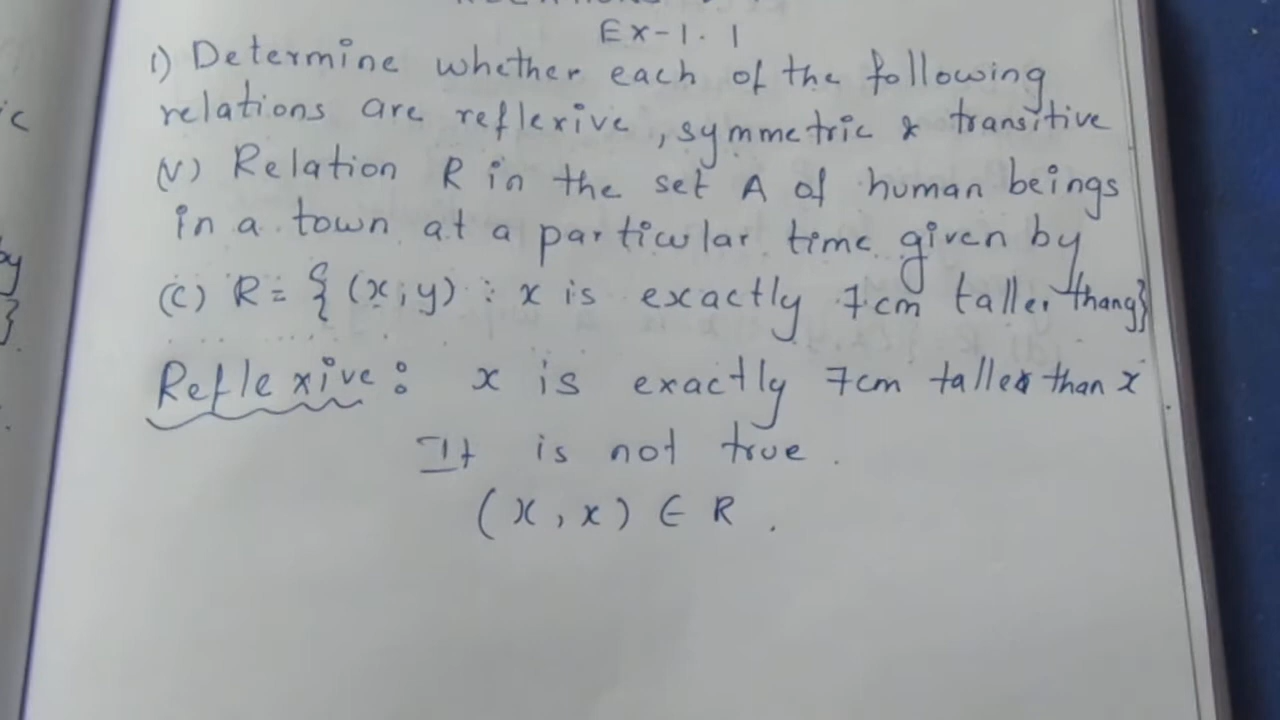 Ex-1.1
1) Determine whether each of the following
relations are reflexive, symmetric & transitive
(v) Relation R in the set A of human beings
in a town at a particular time given by
(c) R = {(x, y) : x is exactly 7cm taller than y}
Reflexive: x is exactly 7cm taller than x
It is not true.
(x, x) ∈ R.